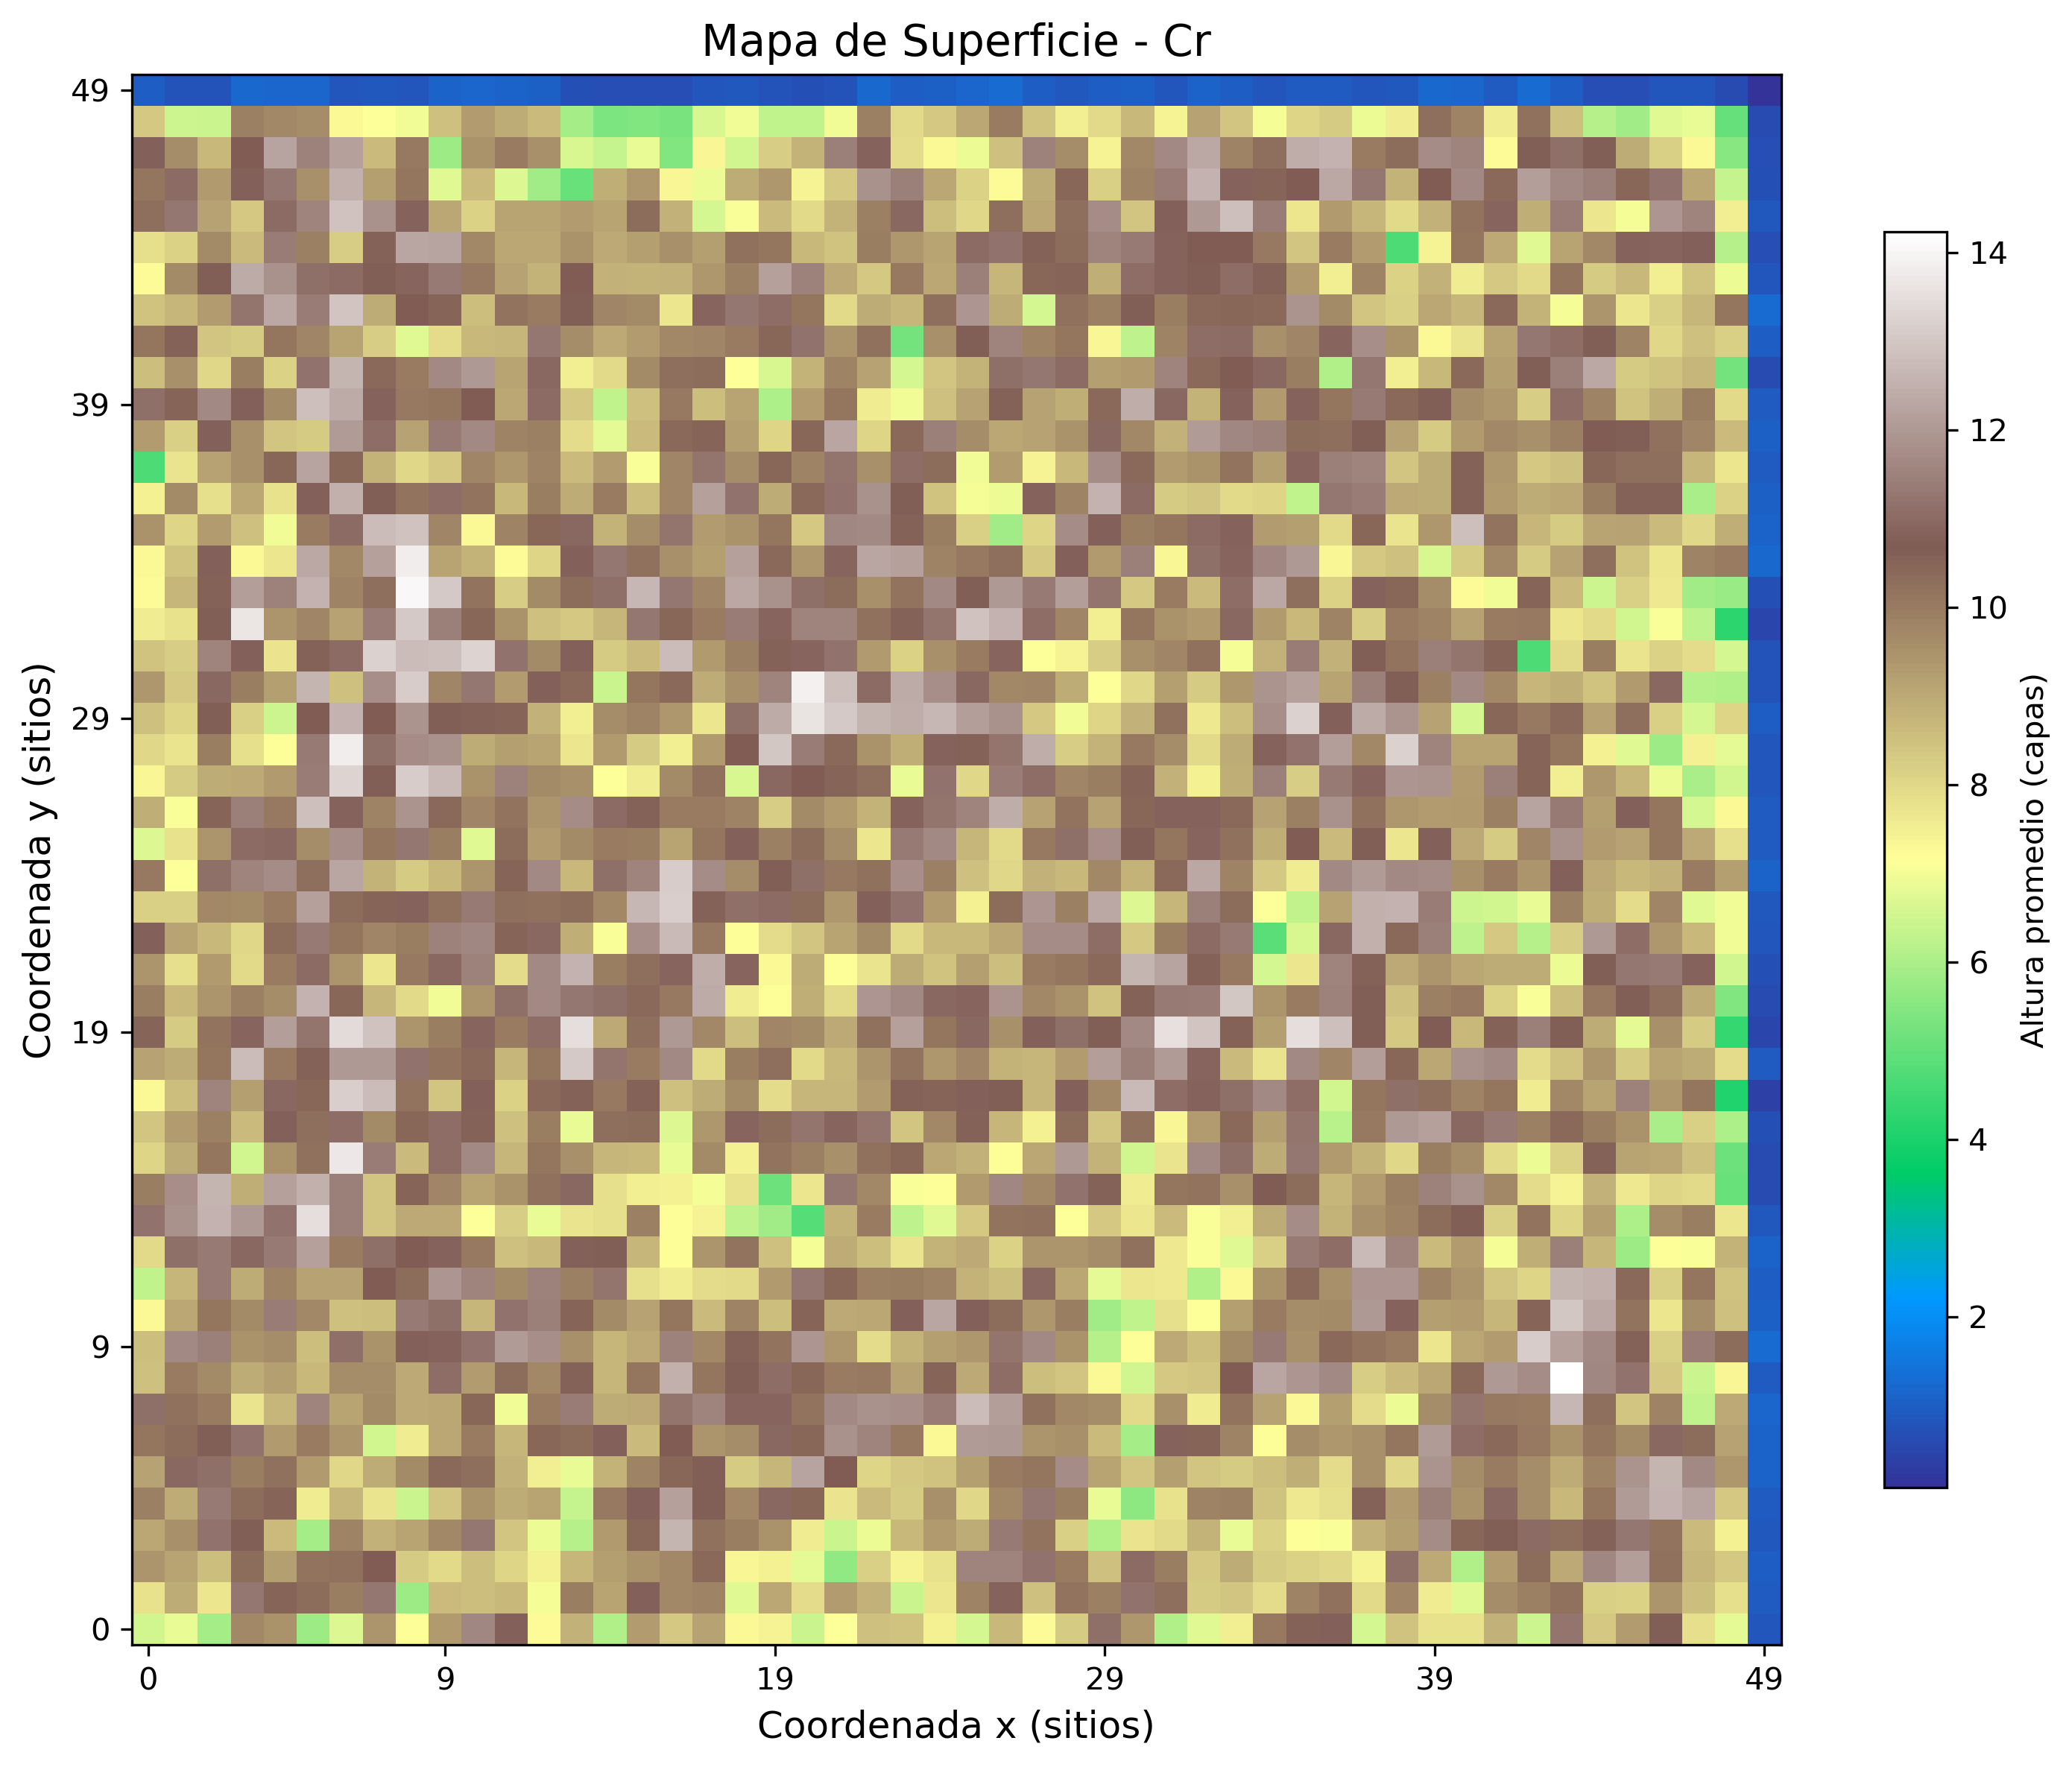 Mapa de Superficie - Cr
49
39
29
19
9
0
Coordenada y (sitios)
0 9 19 29 39 49
Coordenada x (sitios)
14
12
10
8
6
4
2
Altura promedio (capas)